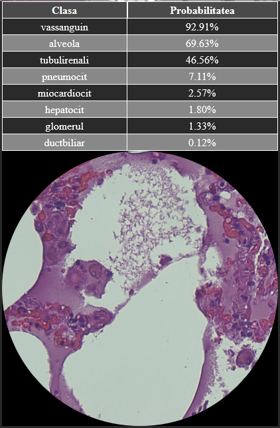 Clasa Probabilitatea
vassanguin 92.91%
alveola 69.63%
tubulirenali 46.56%
pneumocit 7.11%
miocardiocit 2.57%
hepatocit 1.80%
glomerul 1.33%
ductbiliar 0.12%